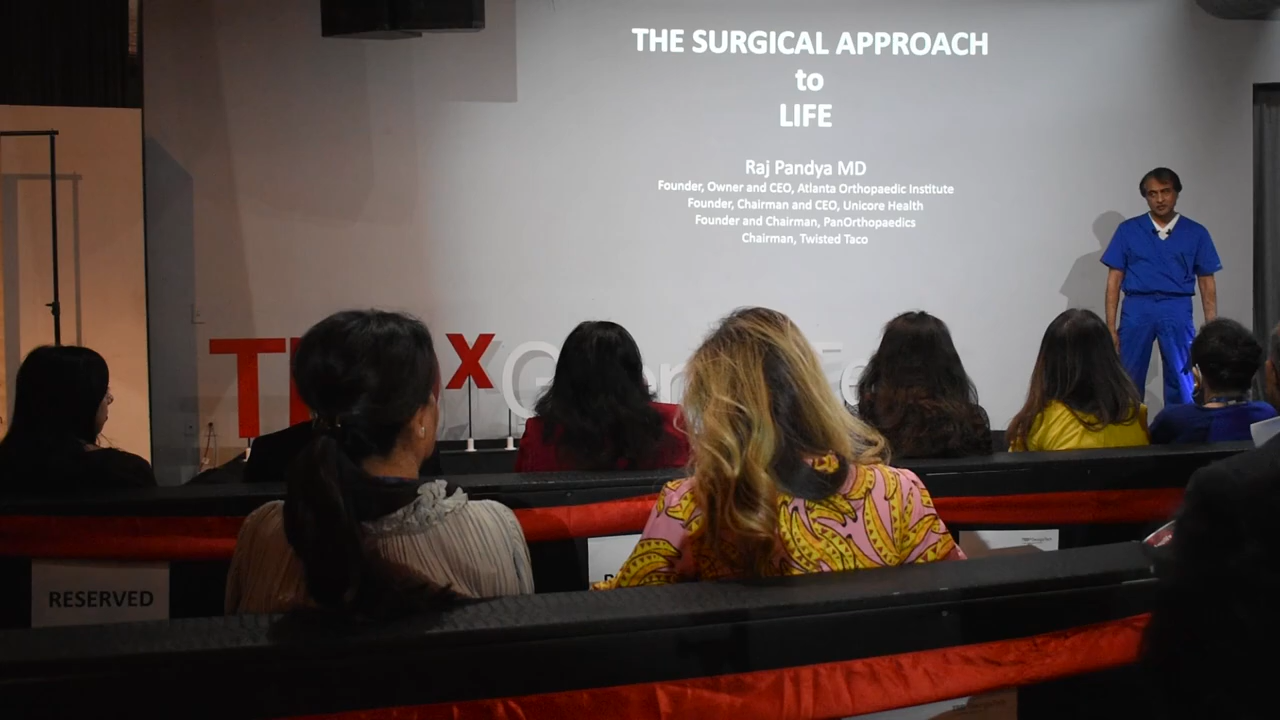 THE SURGICAL APPROACH
to
LIFE
Raj Pandya MD
Founder, Owner and CEO, Atlanta Orthopaedic Institute
Founder, Chairman and CEO, Unicore Health
Founder and Chairman, PanOrthopaedics
Chairman, Twisted Taco
RESERVED